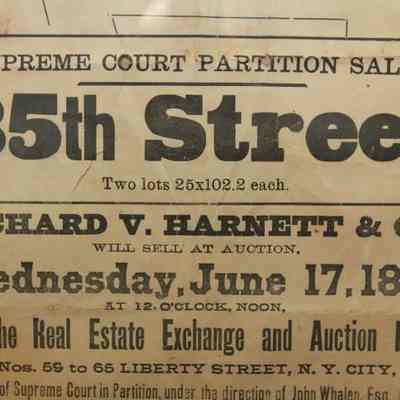 PREME COURT PARTITION SAL
85th Stree
Two lots 25x102.2 each.
CHARD V. HARNETT & C
WILL SELL AT AUCTION,
ednesday, June 17, 18
AT 12 O'CLOCK, NOON,
he Real Estate Exchange and Auction
Nos. 59 to 65 LIBERTY STREET, N. Y. CITY,
of Supreme Court in Partition, under the direction of John Whalen, Esq.